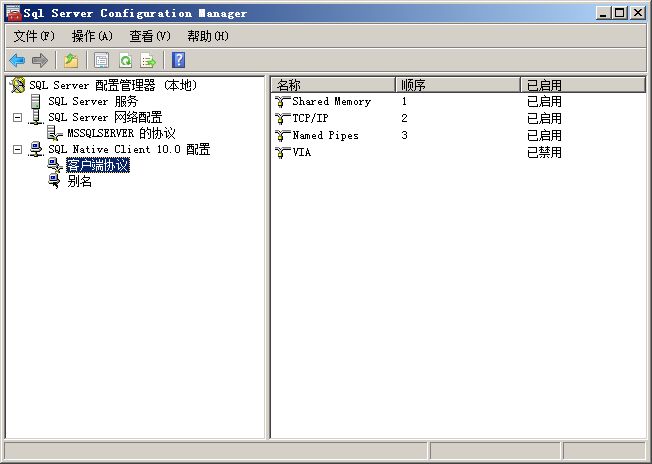 Sql Server Configuration Manager
文件(F) 操作(A) 查看(V) 帮助(H)
SQL Server 配置管理器 (本地)
SQL Server 服务
SQL Server 网络配置
MSSQLSERVER 的协议
SQL Native Client 10.0 配置
客户端协议
别名
名称 顺序 已启用
Shared Memory 1 已启用
TCP/IP 2 已启用
Named Pipes 3 已启用
VIA 已禁用